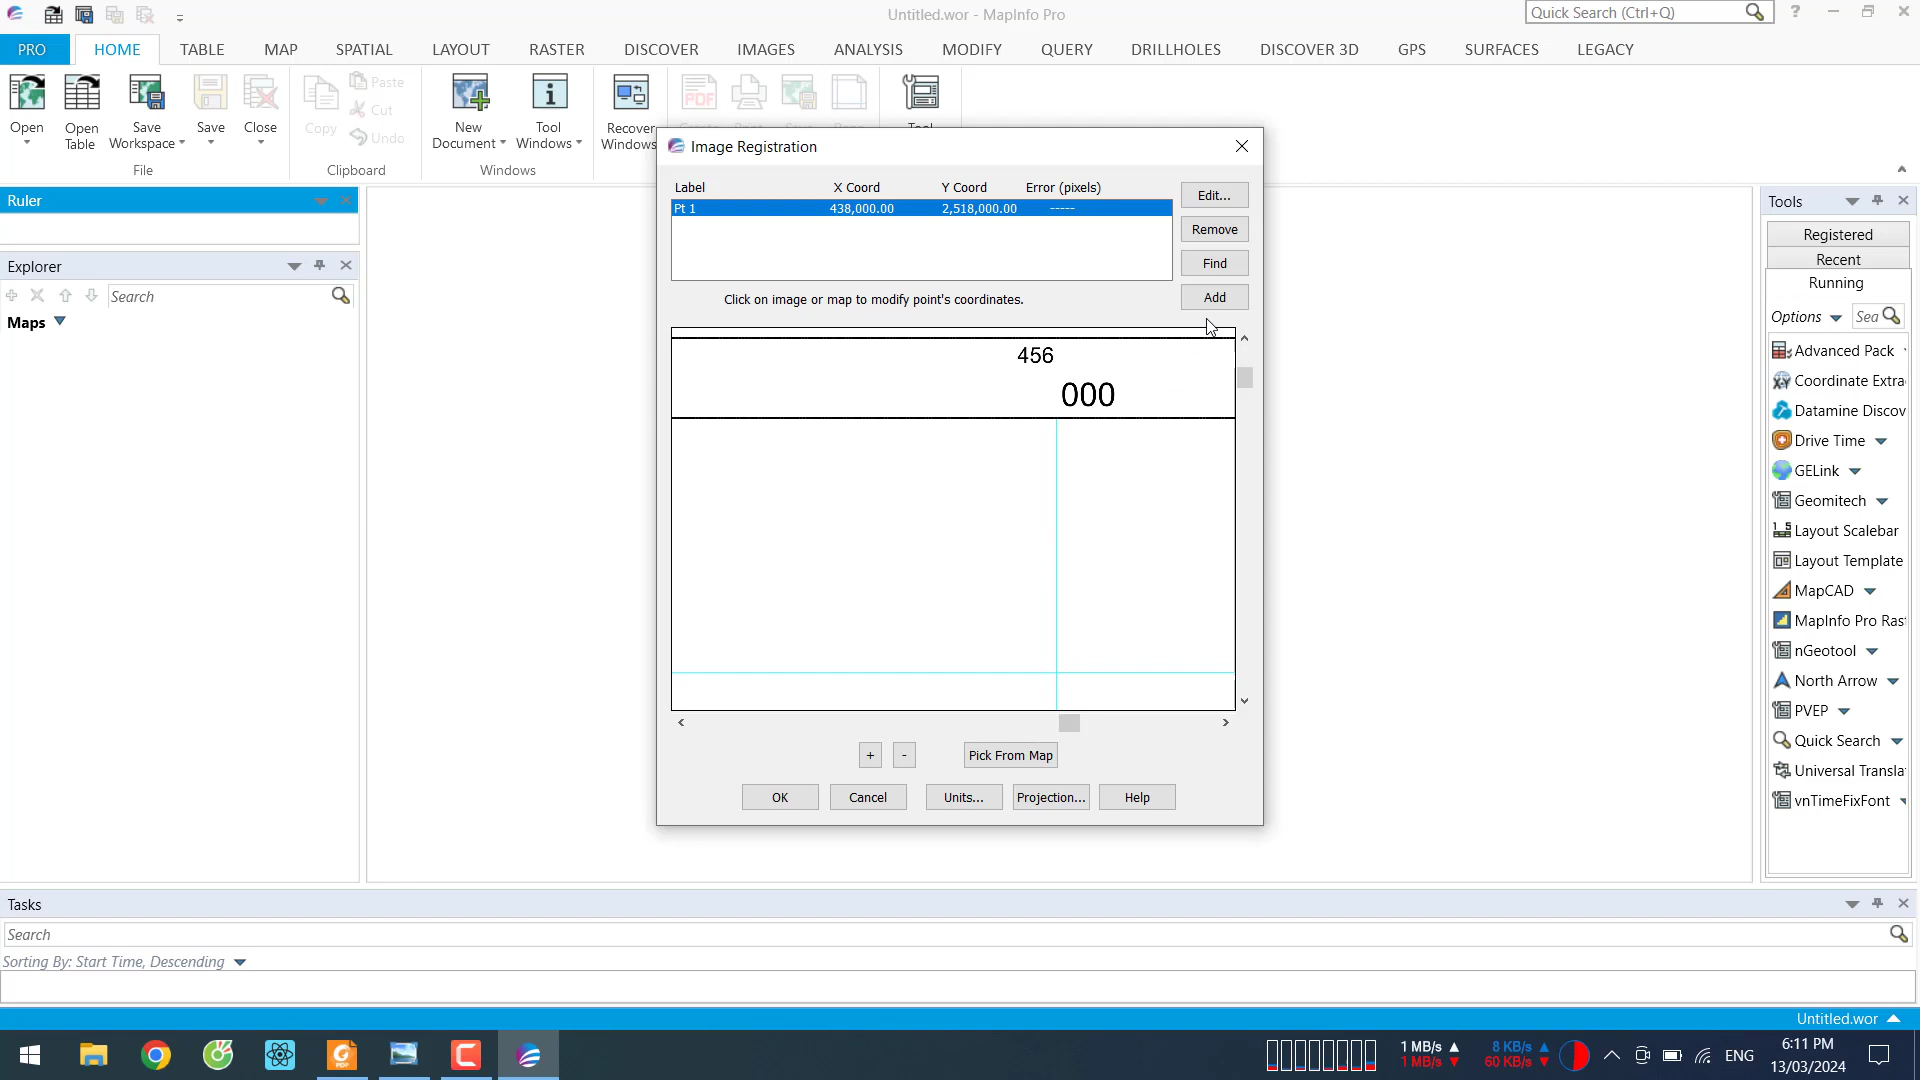 Untitled.wor - MapInfo Pro
Quick Search (Ctrl+Q)
PRO HOME TABLE MAP SPATIAL LAYOUT RASTER DISCOVER IMAGES ANALYSIS MODIFY QUERY DRILLHOLES DISCOVER 3D GPS SURFACES LEGACY
Open
Open
Table
Save
Workspace
Save
Close
Copy
Paste
Cut
Undo
New
Document
Tool
Windows
Recover
Windows
PDF
File
Clipboard
Windows
Ruler
Explorer
Search
Maps
Image Registration
Label X Coord Y Coord Error (pixels)
Pt 1 438,000.00 2,518,000.00 -----
Edit...
Remove
Find
Add
Click on image or map to modify point's coordinates.
456
000
+ - Pick From Map
OK Cancel Units... Projection... Help
Tools
Registered
Recent
Running
Options Sea
Advanced Pack
Coordinate Extra
Datamine Discov
Drive Time
GELink
Geomitech
Layout Scalebar
Layout Template
MapCAD
MapInfo Pro Ras
nGeotool
North Arrow
PVEP
Quick Search
Universal Transla
vnTimeFixFont
Tasks
Search
Sorting By: Start Time, Descending
Untitled.wor
1 MB/s
1 MB/s
8 KB/s
60 KB/s
ENG
6:11 PM
13/03/2024